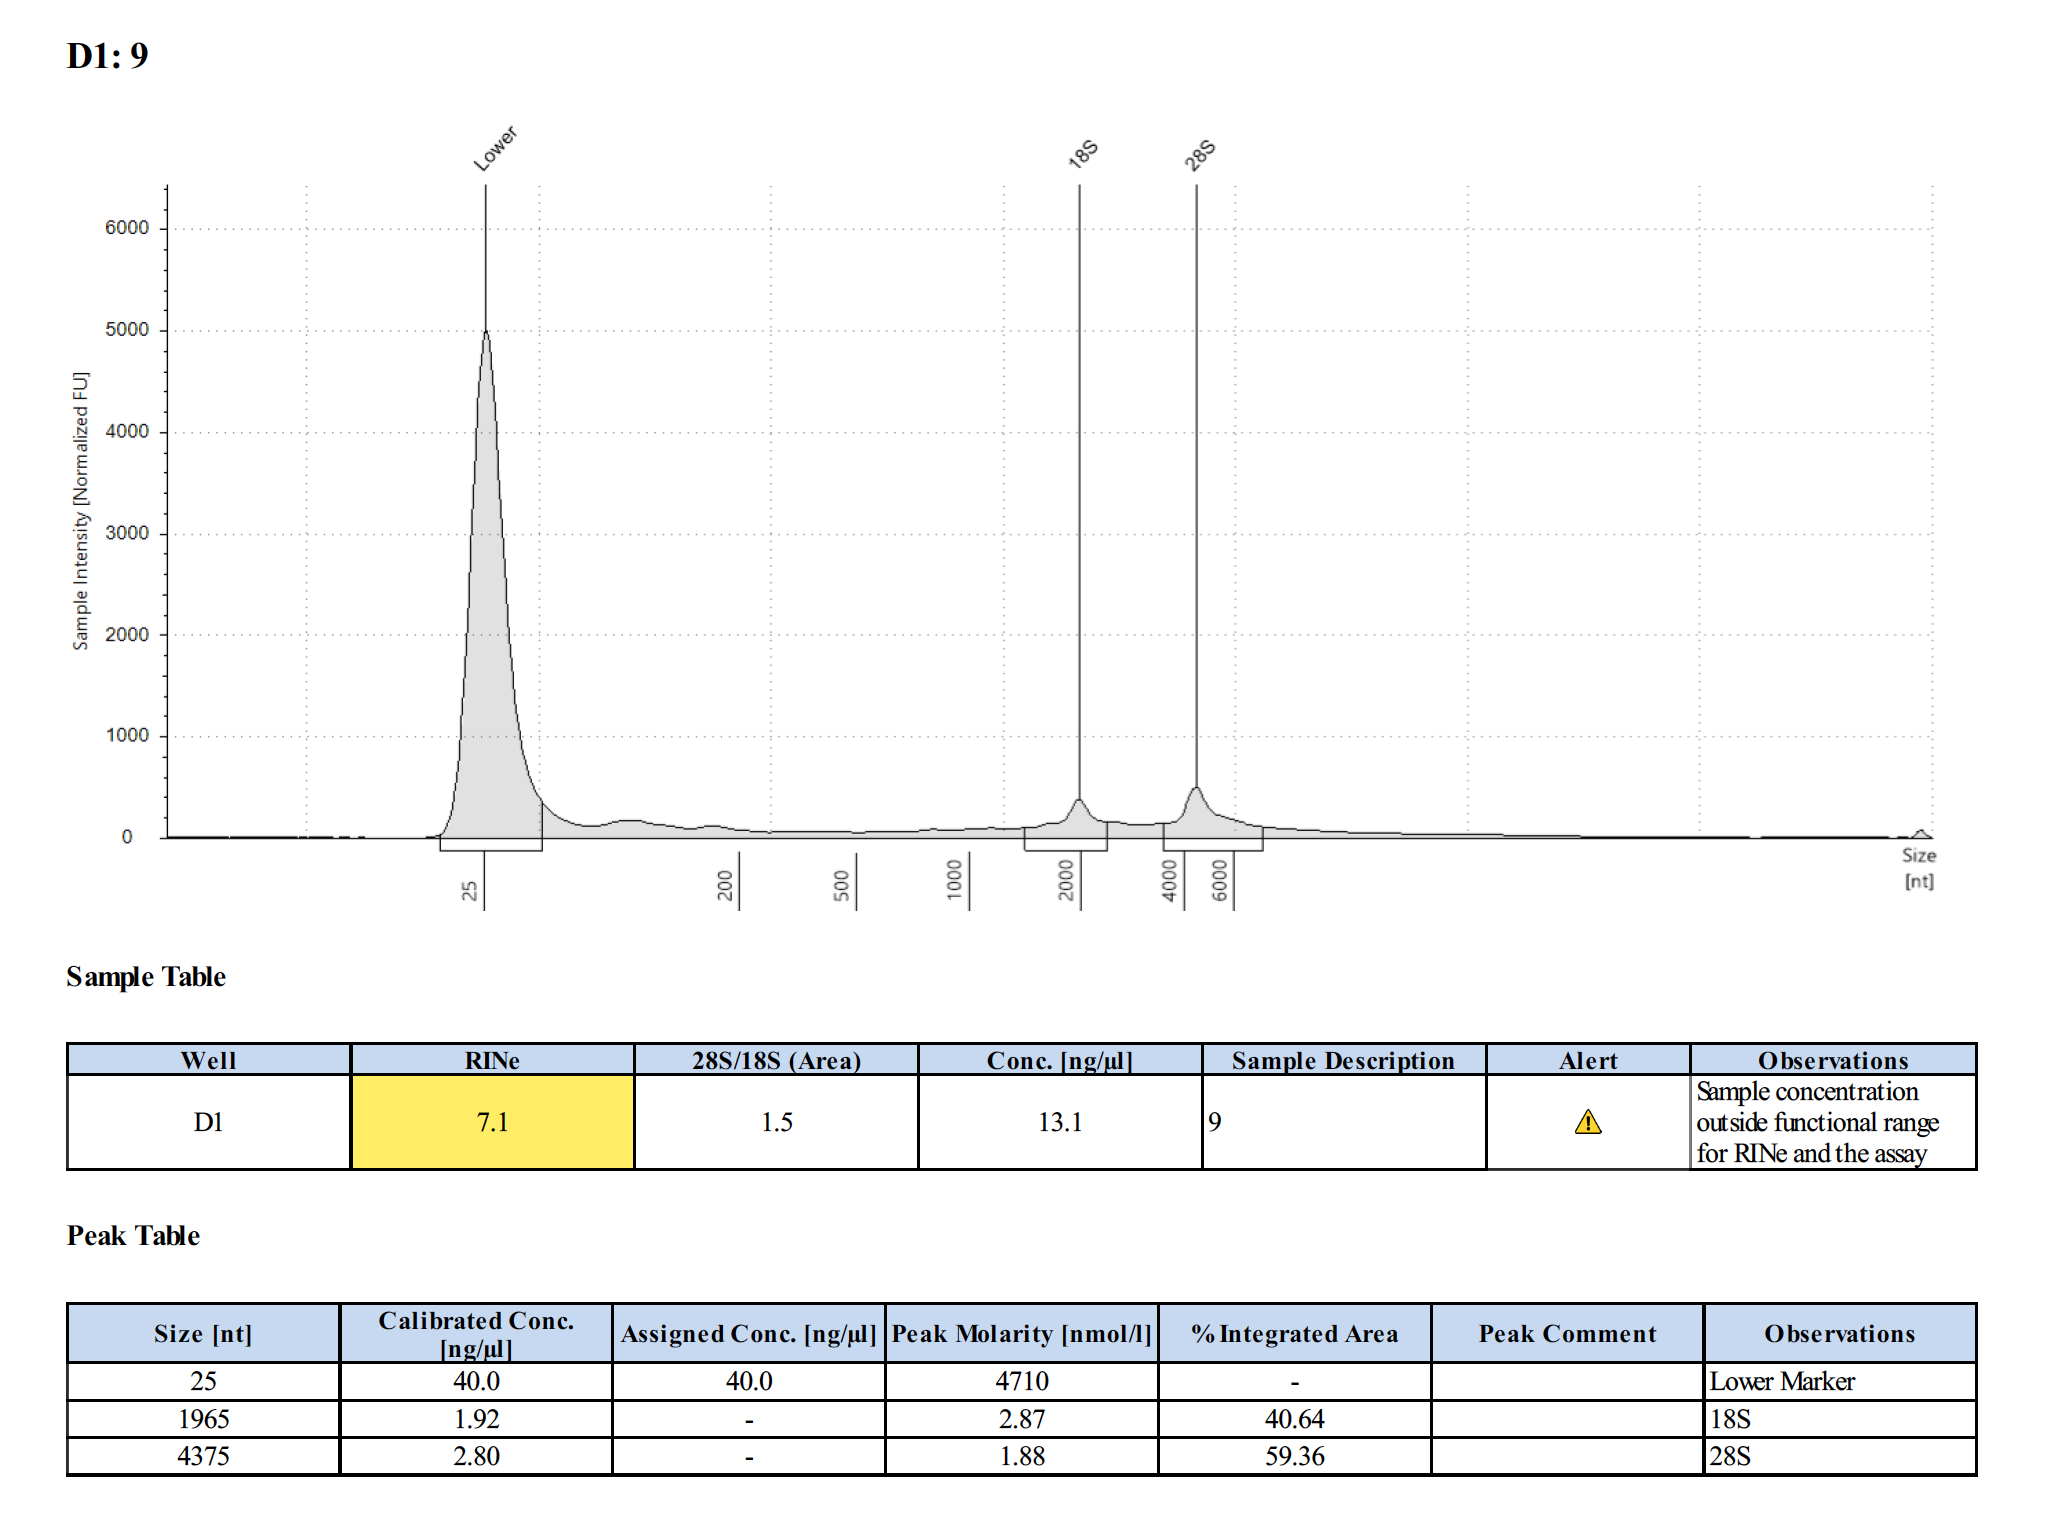 D1: 9
Lower
18S
28S
Sample Intensity [Normalized FU]
6000
5000
4000
3000
2000
1000
0
25
200
500
1000
2000
4000
6000
Size
[nt]
Sample Table
Well RINe 28S/18S (Area) Conc. [ng/µl] Sample Description Alert Observations
D1 7.1 1.5 13.1 9 Sample concentration
outside functional range
for RINe and the assay
Peak Table
Size [nt] Calibrated Conc. [ng/µl] Assigned Conc. [ng/µl] Peak Molarity [nmol/l] % Integrated Area Peak Comment Observations
25 40.0 40.0 4710 - Lower Marker
1965 1.92 - 2.87 40.64 18S
4375 2.80 - 1.88 59.36 28S